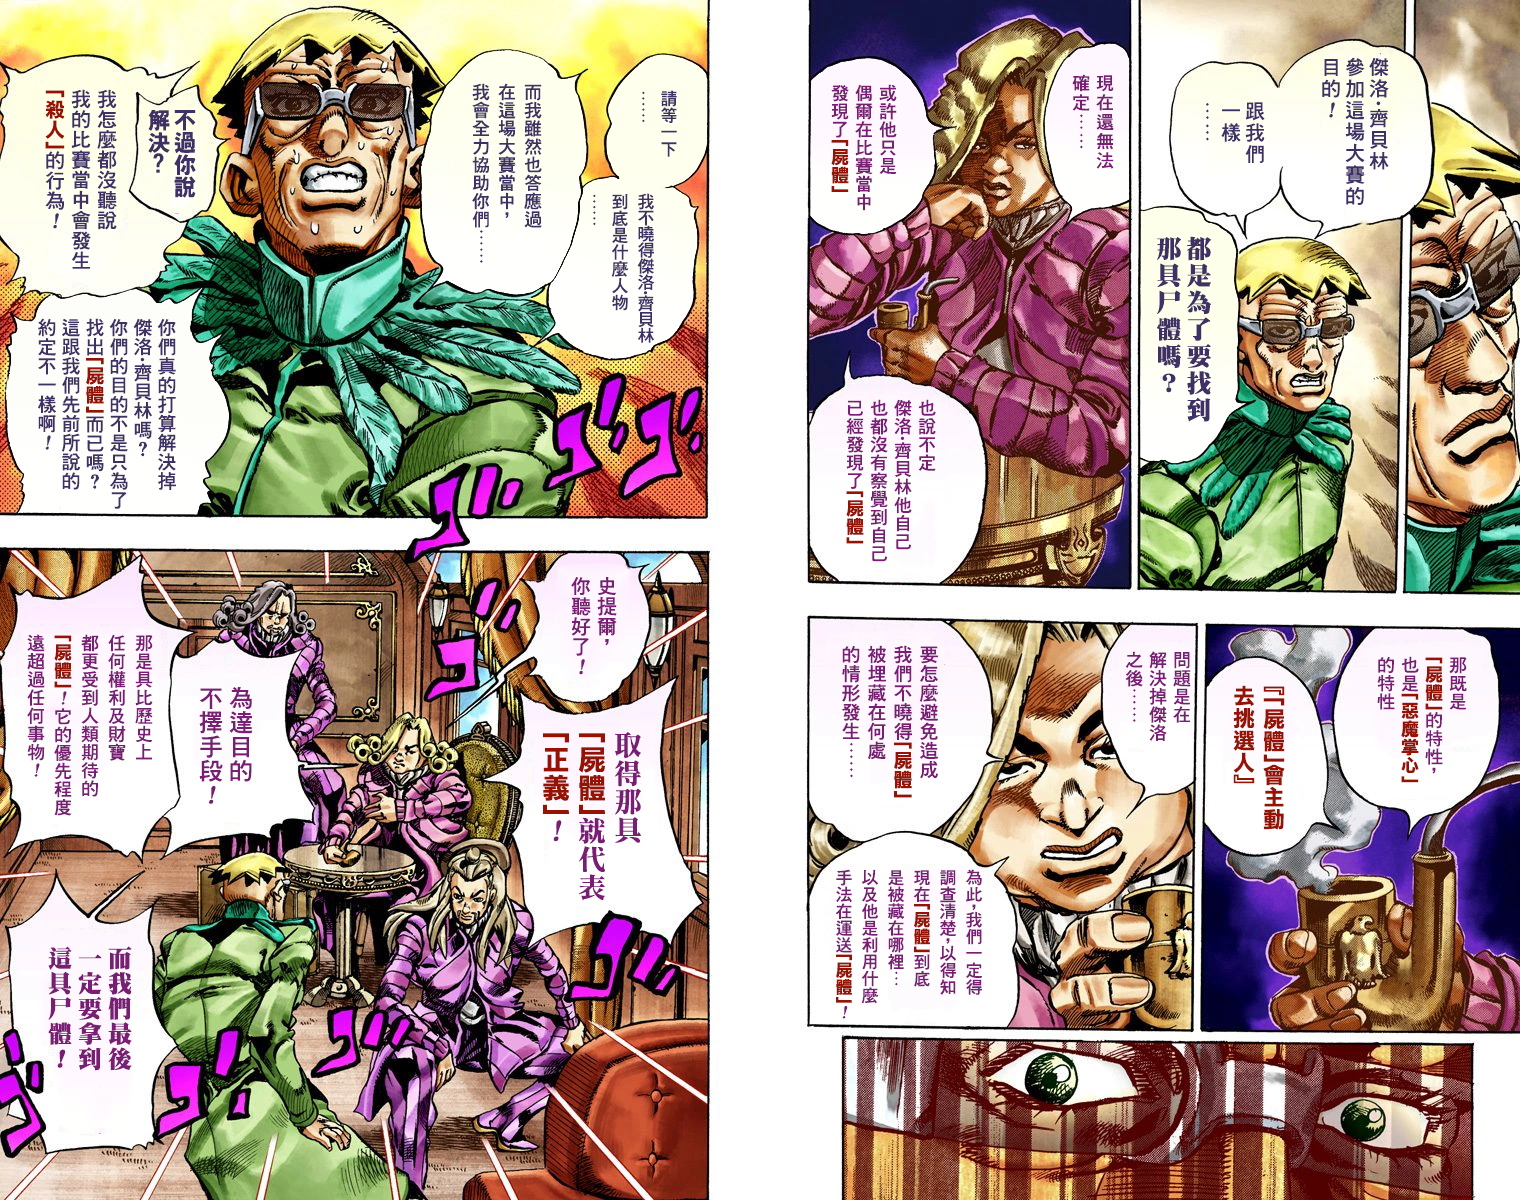 傑洛·齊貝林
參加這場大賽的
目的！
跟我們
一樣
……
都是為了要找到
那具尸體嗎？
現在還無法
確定……
或許他只是
偶爾在比賽當中
發現了「屍體」
也說不定
傑洛·齊貝林他自己
也都沒有察覺到自己
已經發現了「屍體」
那既是
「屍體」的特性，
也是「惡魔掌心」
的特性
『「屍體」會主動
去挑選人』
問題是在
解決掉傑洛
之後……
要怎麼避免造成
我們不曉得「屍體」
被埋藏在何處
的情形發生……
為此，我們一定得
調查清楚，以得知
現在「屍體」到底
是被藏在哪裡…
以及他是利用什麼
手法在運送「屍體」！
請等一下
……
我不曉得傑洛·齊貝林
到底是什麼人物
……
而我雖然也答應過
在這場大賽當中，
我會全力協助你們……
不過你說
解決？
我怎麼都沒聽說
我的比賽當中會發生
「殺人」的行為！
你們真的打算解決掉
傑洛·齊貝林嗎？
你們的目的不是只為了
找出「屍體」而已嗎？
這跟我們先前所說的
約定不一樣啊！
ゴゴゴゴ
史提爾，
你聽好了！
取得那具
「屍體」就代表
「正義」！
為達目的
不擇手段！
那是具比歷史上
任何權利及財寶
都更受到人類期待的
「屍體」！它的優先程度
遠超過任何事物！
而我們最後
一定要拿到
這具尸體！
ゴゴゴゴゴゴ